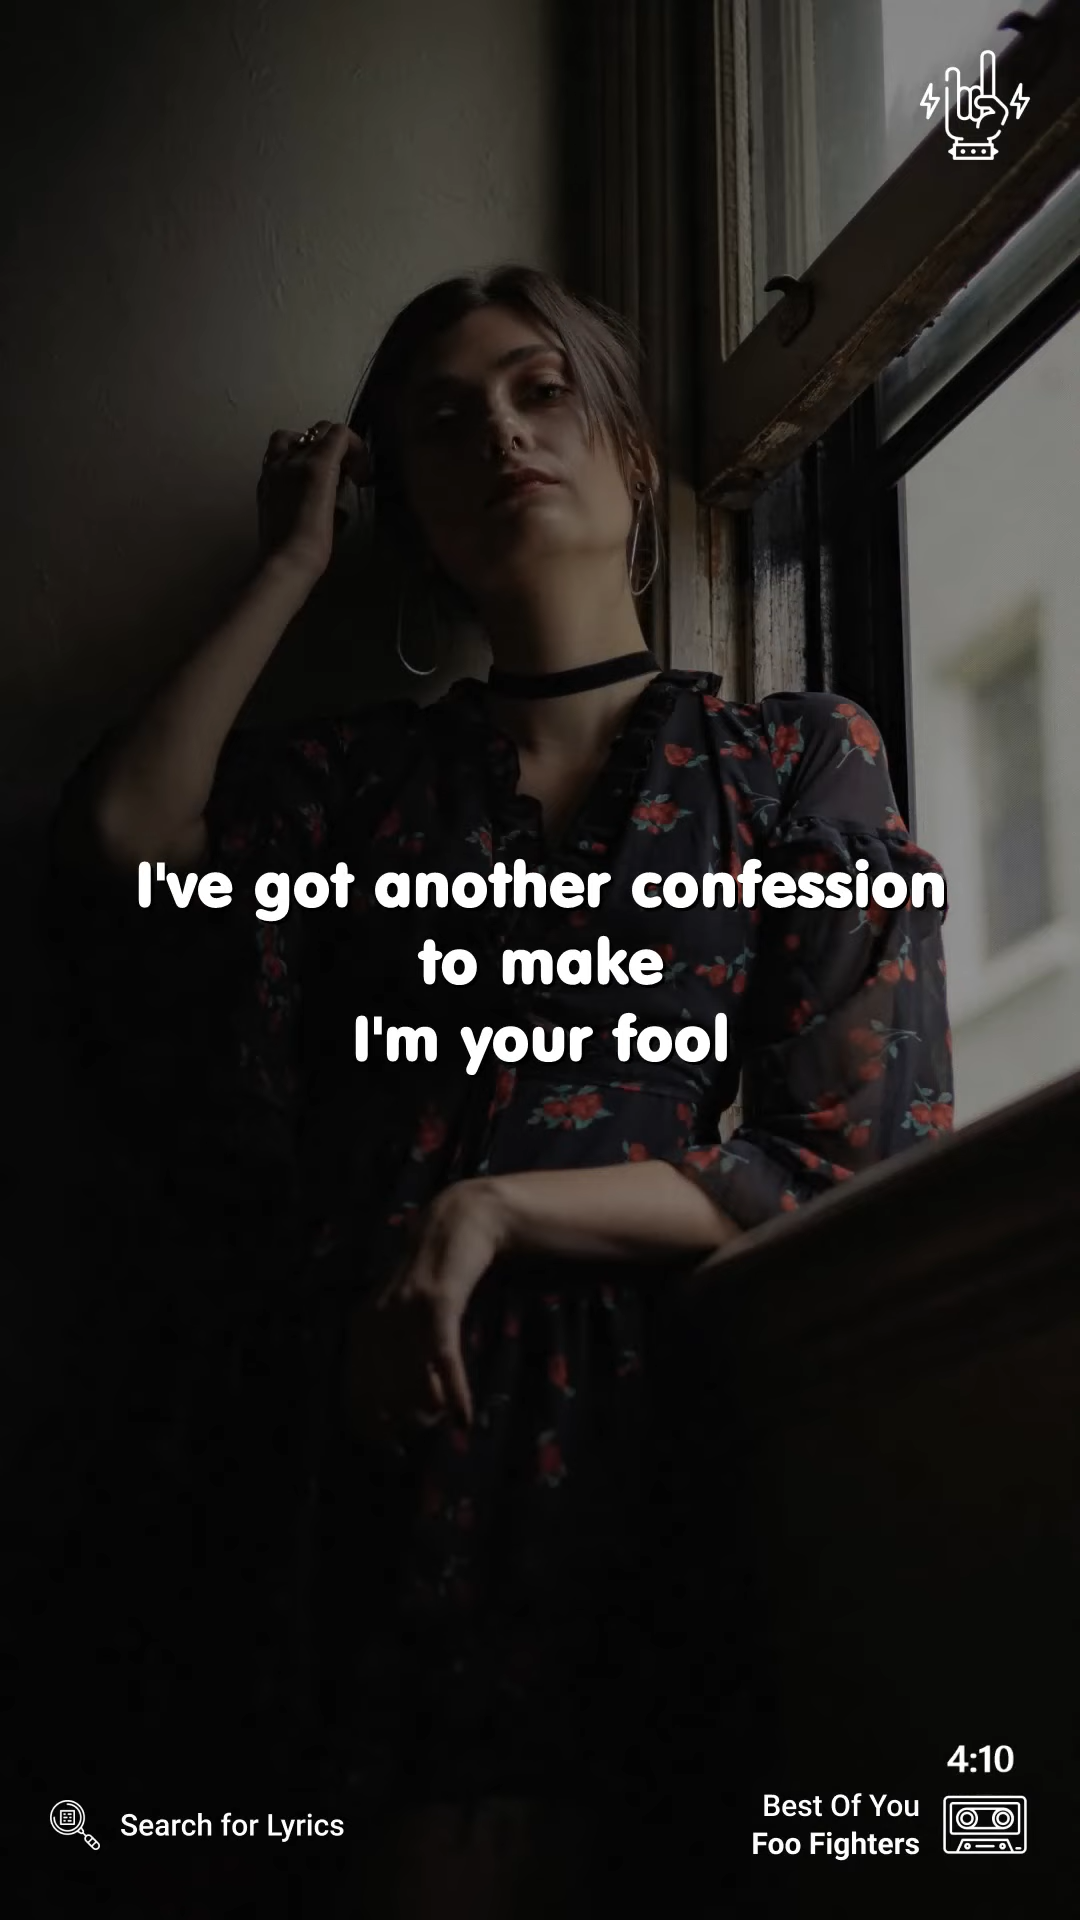 I've got another confession
to make
I'm your fool
4:10
Best Of You
Foo Fighters
Search for Lyrics